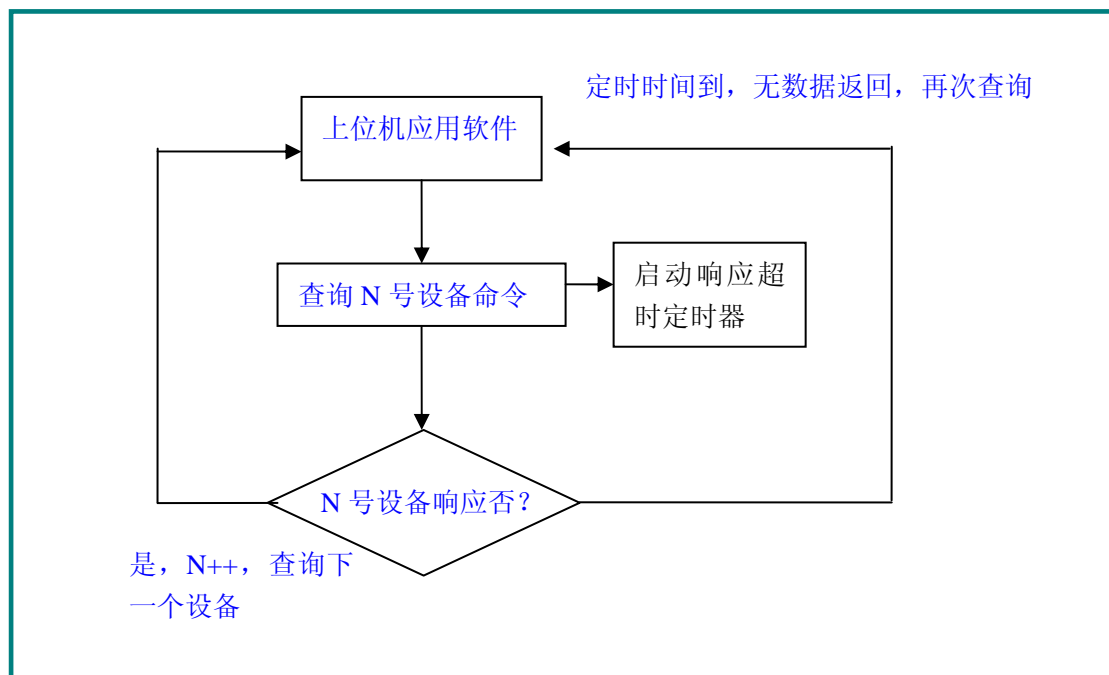 定时时间到，无数据返回，再次查询
上位机应用软件
查询 N 号设备命令
启动响应超
时定时器
N 号设备响应否？
是，N++，查询下
一个设备